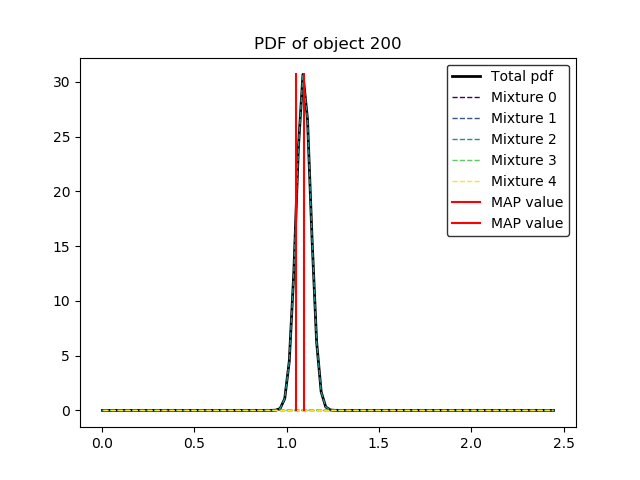 PDF of object 200
30
25
20
15
10
5
0
0.0 0.5 1.0 1.5 2.0 2.5
Total pdf
Mixture 0
Mixture 1
Mixture 2
Mixture 3
Mixture 4
MAP value
MAP value